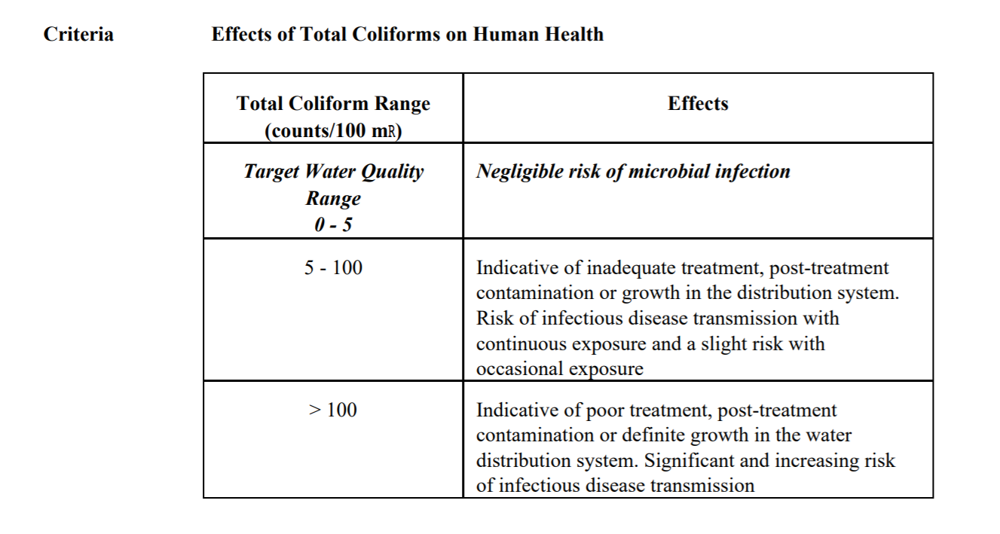 Criteria
Effects of Total Coliforms on Human Health
Total Coliform Range
(counts/100 mR)
Effects
Target Water Quality
Range
0 - 5
Negligible risk of microbial infection
5 - 100
Indicative of inadequate treatment, post-treatment
contamination or growth in the distribution system.
Risk of infectious disease transmission with
continuous exposure and a slight risk with
occasional exposure
> 100
Indicative of poor treatment, post-treatment
contamination or definite growth in the water
distribution system. Significant and increasing risk
of infectious disease transmission